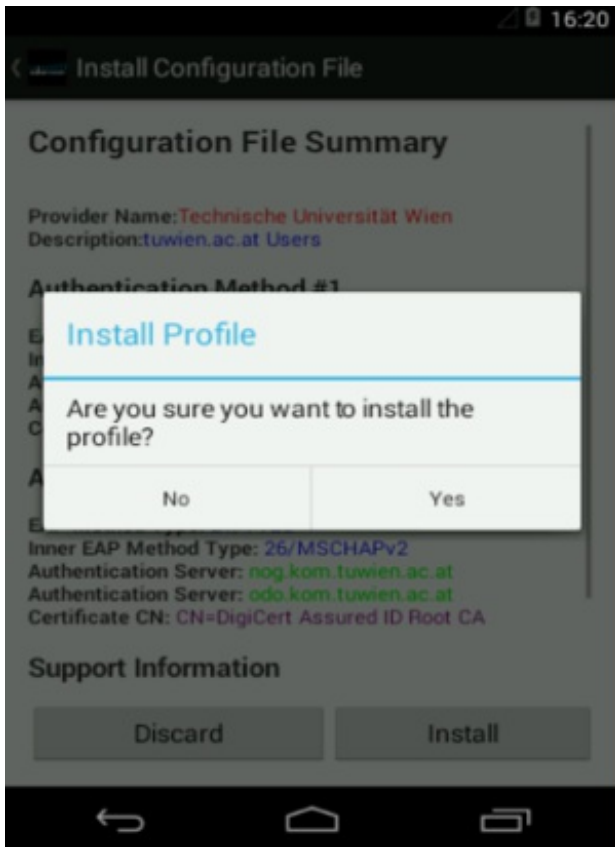 16:20
Install Configuration File
Configuration File Summary
Provider Name:Technische Universität Wien
Description:tuwien.ac.at Users
Authentication Method #1
Install Profile
Are you sure you want to install the
profile?
No
Yes
Inner EAP Method Type: 26/MSCHAPv2
Authentication Server: nog.kom.tuwien.ac.at
Authentication Server: odo.kom.tuwien.ac.at
Certificate CN: CN=DigiCert Assured ID Root CA
Support Information
Discard
Install